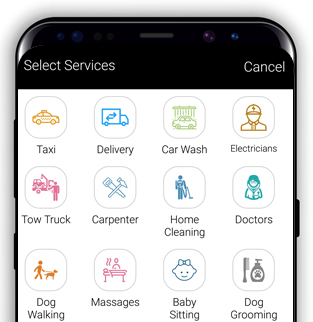 Select Services Cancel
Taxi Delivery Car Wash Electricians
Tow Truck Carpenter Home Cleaning Doctors
Dog Walking Massages Baby Sitting Dog Grooming